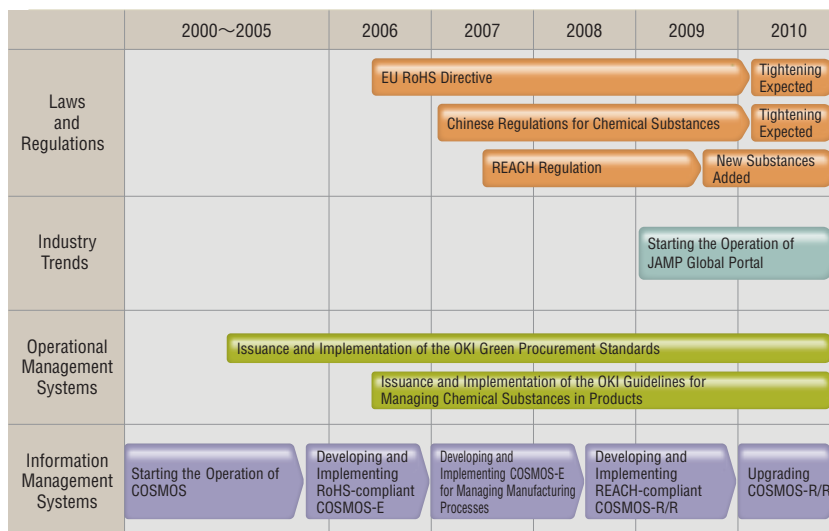 2000～2005
2006
2007
2008
2009
2010
Laws
and
Regulations
EU RoHS Directive
Tightening
Expected
Chinese Regulations for Chemical Substances
Tightening
Expected
REACH Regulation
New Substances
Added
Industry
Trends
Starting the Operation of
JAMP Global Portal
Operational
Management
Systems
Issuance and Implementation of the OKI Green Procurement Standards
Issuance and Implementation of the OKI Guidelines for
Managing Chemical Substances in Products
Information
Management
Systems
Starting the Operation of
COSMOS
Developing and
Implementing
RoHS-compliant
COSMOS-E
Developing and
Implementing COSMOS-E
for Managing Manufacturing
Processes
Developing and
Implementing
REACH-compliant
COSMOS-R/R
Upgrading
COSMOS-R/R